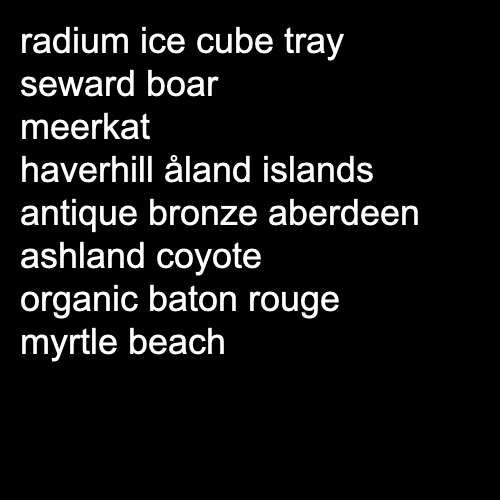 radium ice cube tray
seward boar
meerkat
haverhill åland islands
antique bronze aberdeen
ashland coyote
organic baton rouge
myrtle beach